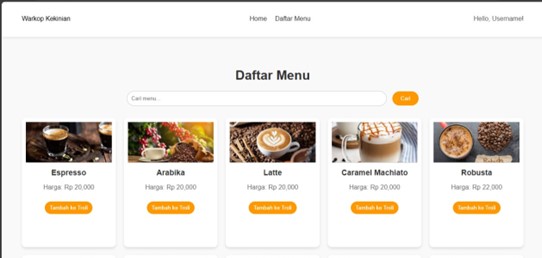 Warkop Kekinian
Home Daftar Menu
Hello, Username!
Daftar Menu
Cari menu...
Cari
Espresso
Harga: Rp 20,000
Tambah ke Troli
Arabika
Harga: Rp 20,000
Tambah ke Troli
Latte
Harga: Rp 20,000
Tambah ke Troli
Caramel Machiato
Harga: Rp 20,000
Tambah ke Troli
Robusta
Harga: Rp 22,000
Tambah ke Troli